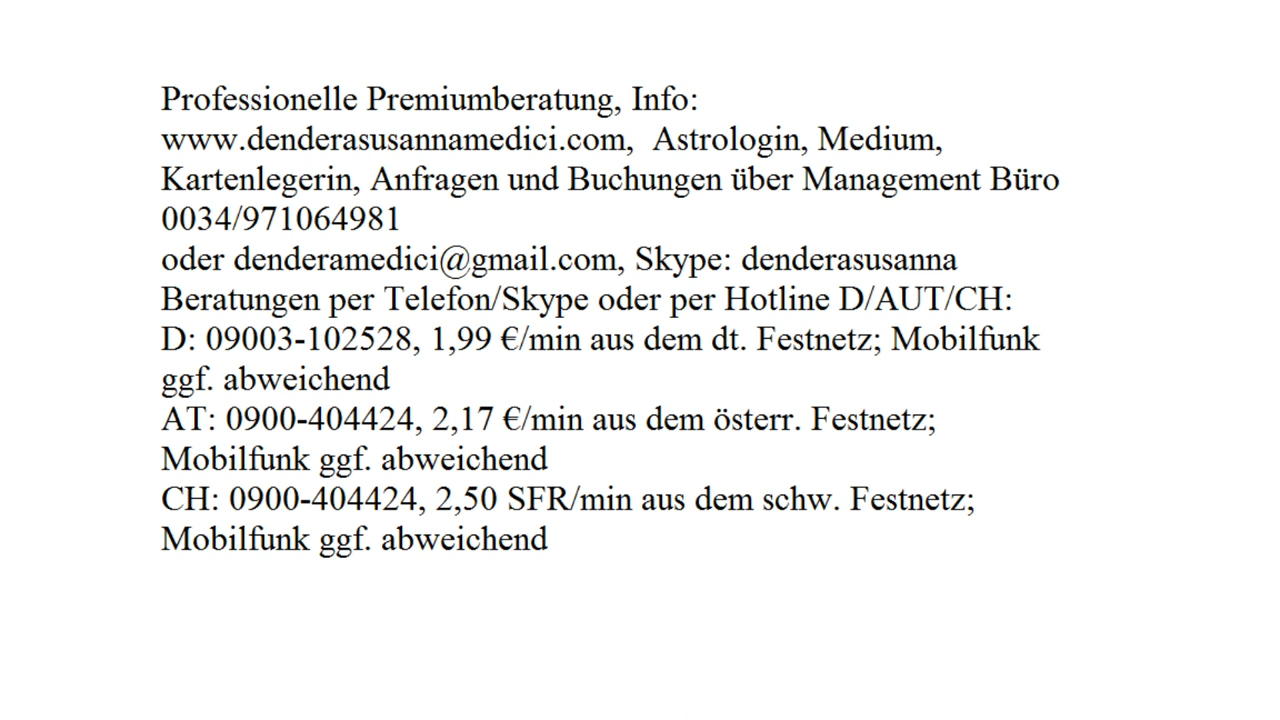 Professionelle Premiumberatung, Info:
www.denderasusannamedici.com,  Astrologin, Medium,
Kartenlegerin, Anfragen und Buchungen über Management Büro
0034/971064981
oder denderamedici@gmail.com, Skype: denderasusanna
Beratungen per Telefon/Skype oder per Hotline D/AUT/CH:
D: 09003-102528, 1,99 €/min aus dem dt. Festnetz; Mobilfunk
ggf. abweichend
AT: 0900-404424, 2,17 €/min aus dem österr. Festnetz;
Mobilfunk ggf. abweichend
CH: 0900-404424, 2,50 SFR/min aus dem schw. Festnetz;
Mobilfunk ggf. abweichend